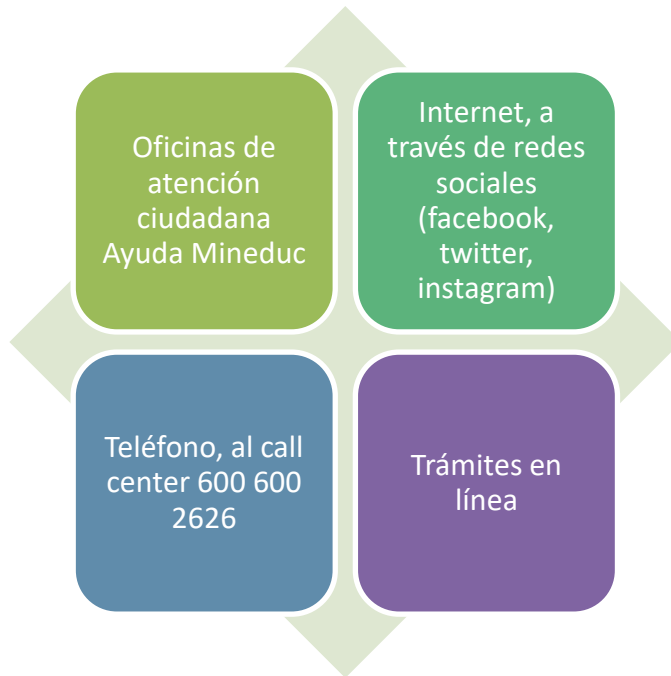 Oficinas de
atención
ciudadana
Ayuda Mineduc
Internet, a
través de redes
sociales
(facebook,
twitter,
instagram)
Teléfono, al call
center 600 600
2626
Trámites en
línea